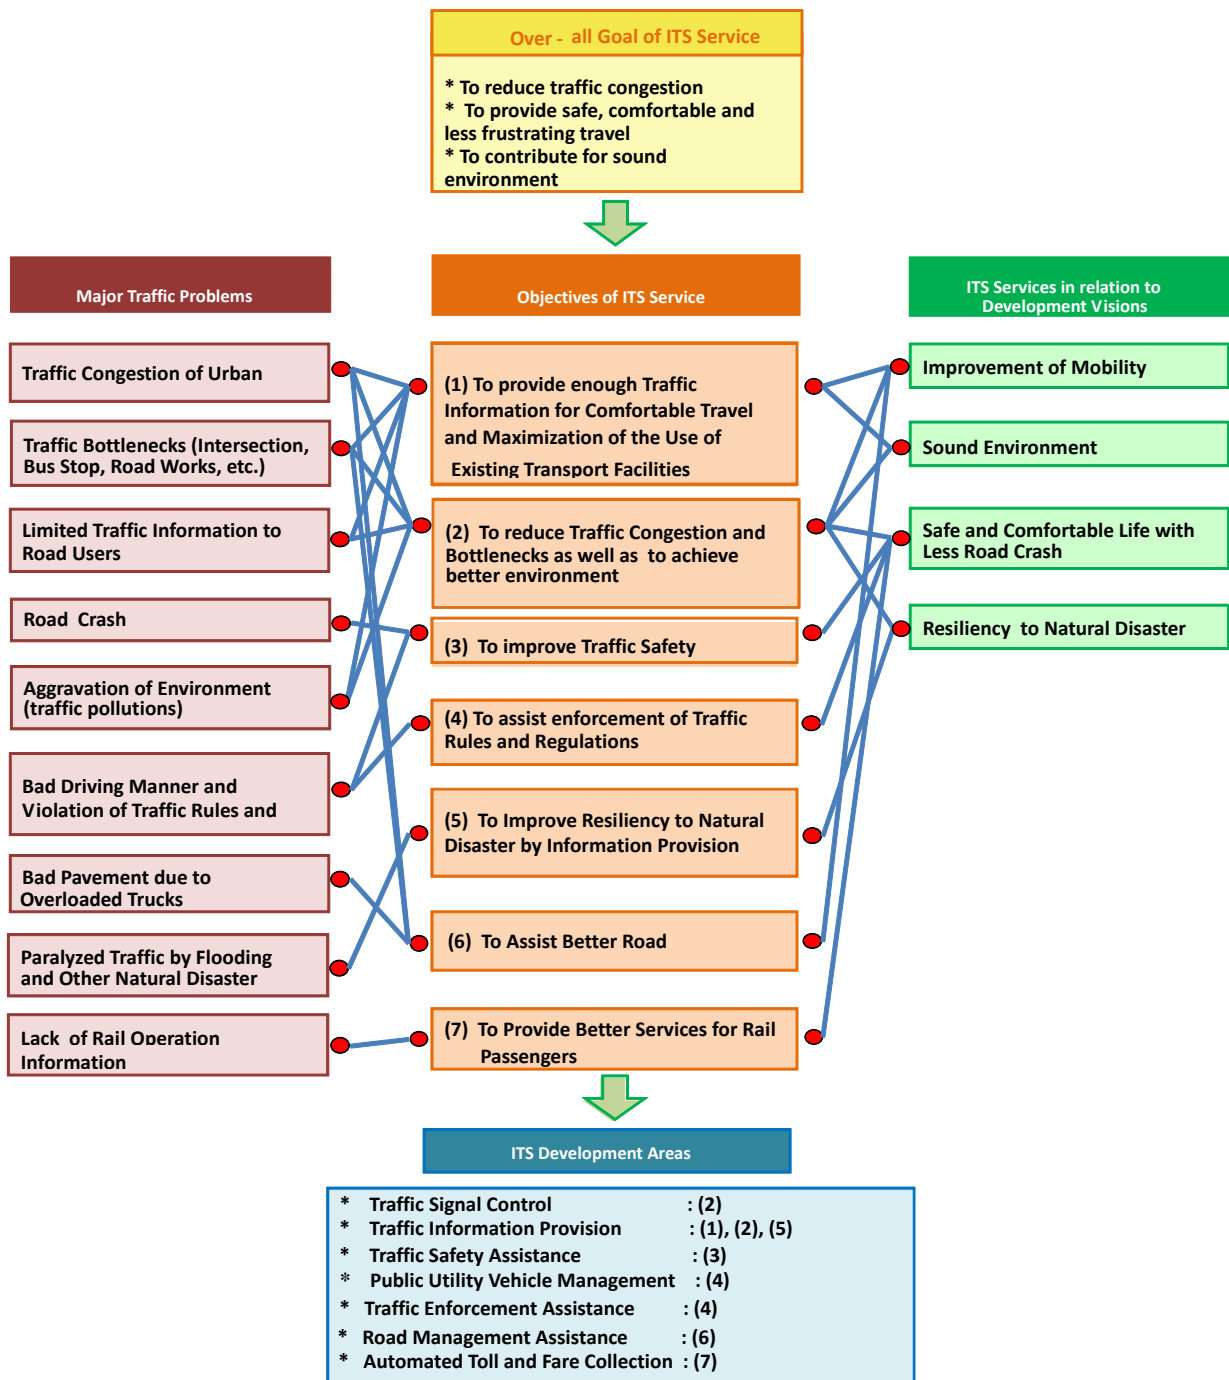 Over - all Goal of ITS Service
* To reduce traffic congestion
* To provide safe, comfortable and
less frustrating travel
* To contribute for sound
environment
Major Traffic Problems
Traffic Congestion of Urban
Traffic Bottlenecks (Intersection,
Bus Stop, Road Works, etc.)
Limited Traffic Information to
Road Users
Road Crash
Aggravation of Environment
(traffic pollutions)
Bad Driving Manner and
Violation of Traffic Rules and
Bad Pavement due to
Overloaded Trucks
Paralyzed Traffic by Flooding
and Other Natural Disaster
Lack of Rail Operation
Information
Objectives of ITS Service
(1) To provide enough Traffic
Information for Comfortable Travel
and Maximization of the Use of
Existing Transport Facilities
(2) To reduce Traffic Congestion and
Bottlenecks as well as to achieve
better environment
(3) To improve Traffic Safety
(4) To assist enforcement of Traffic
Rules and Regulations
(5) To Improve Resiliency to Natural
Disaster by Information Provision
(6) To Assist Better Road
(7) To Provide Better Services for Rail
Passengers
ITS Services in relation to
Development Visions
Improvement of Mobility
Sound Environment
Safe and Comfortable Life with
Less Road Crash
Resiliency to Natural Disaster
ITS Development Areas
* Traffic Signal Control : (2)
* Traffic Information Provision : (1), (2), (5)
* Traffic Safety Assistance : (3)
* Public Utility Vehicle Management : (4)
* Traffic Enforcement Assistance : (4)
* Road Management Assistance : (6)
* Automated Toll and Fare Collection : (7)